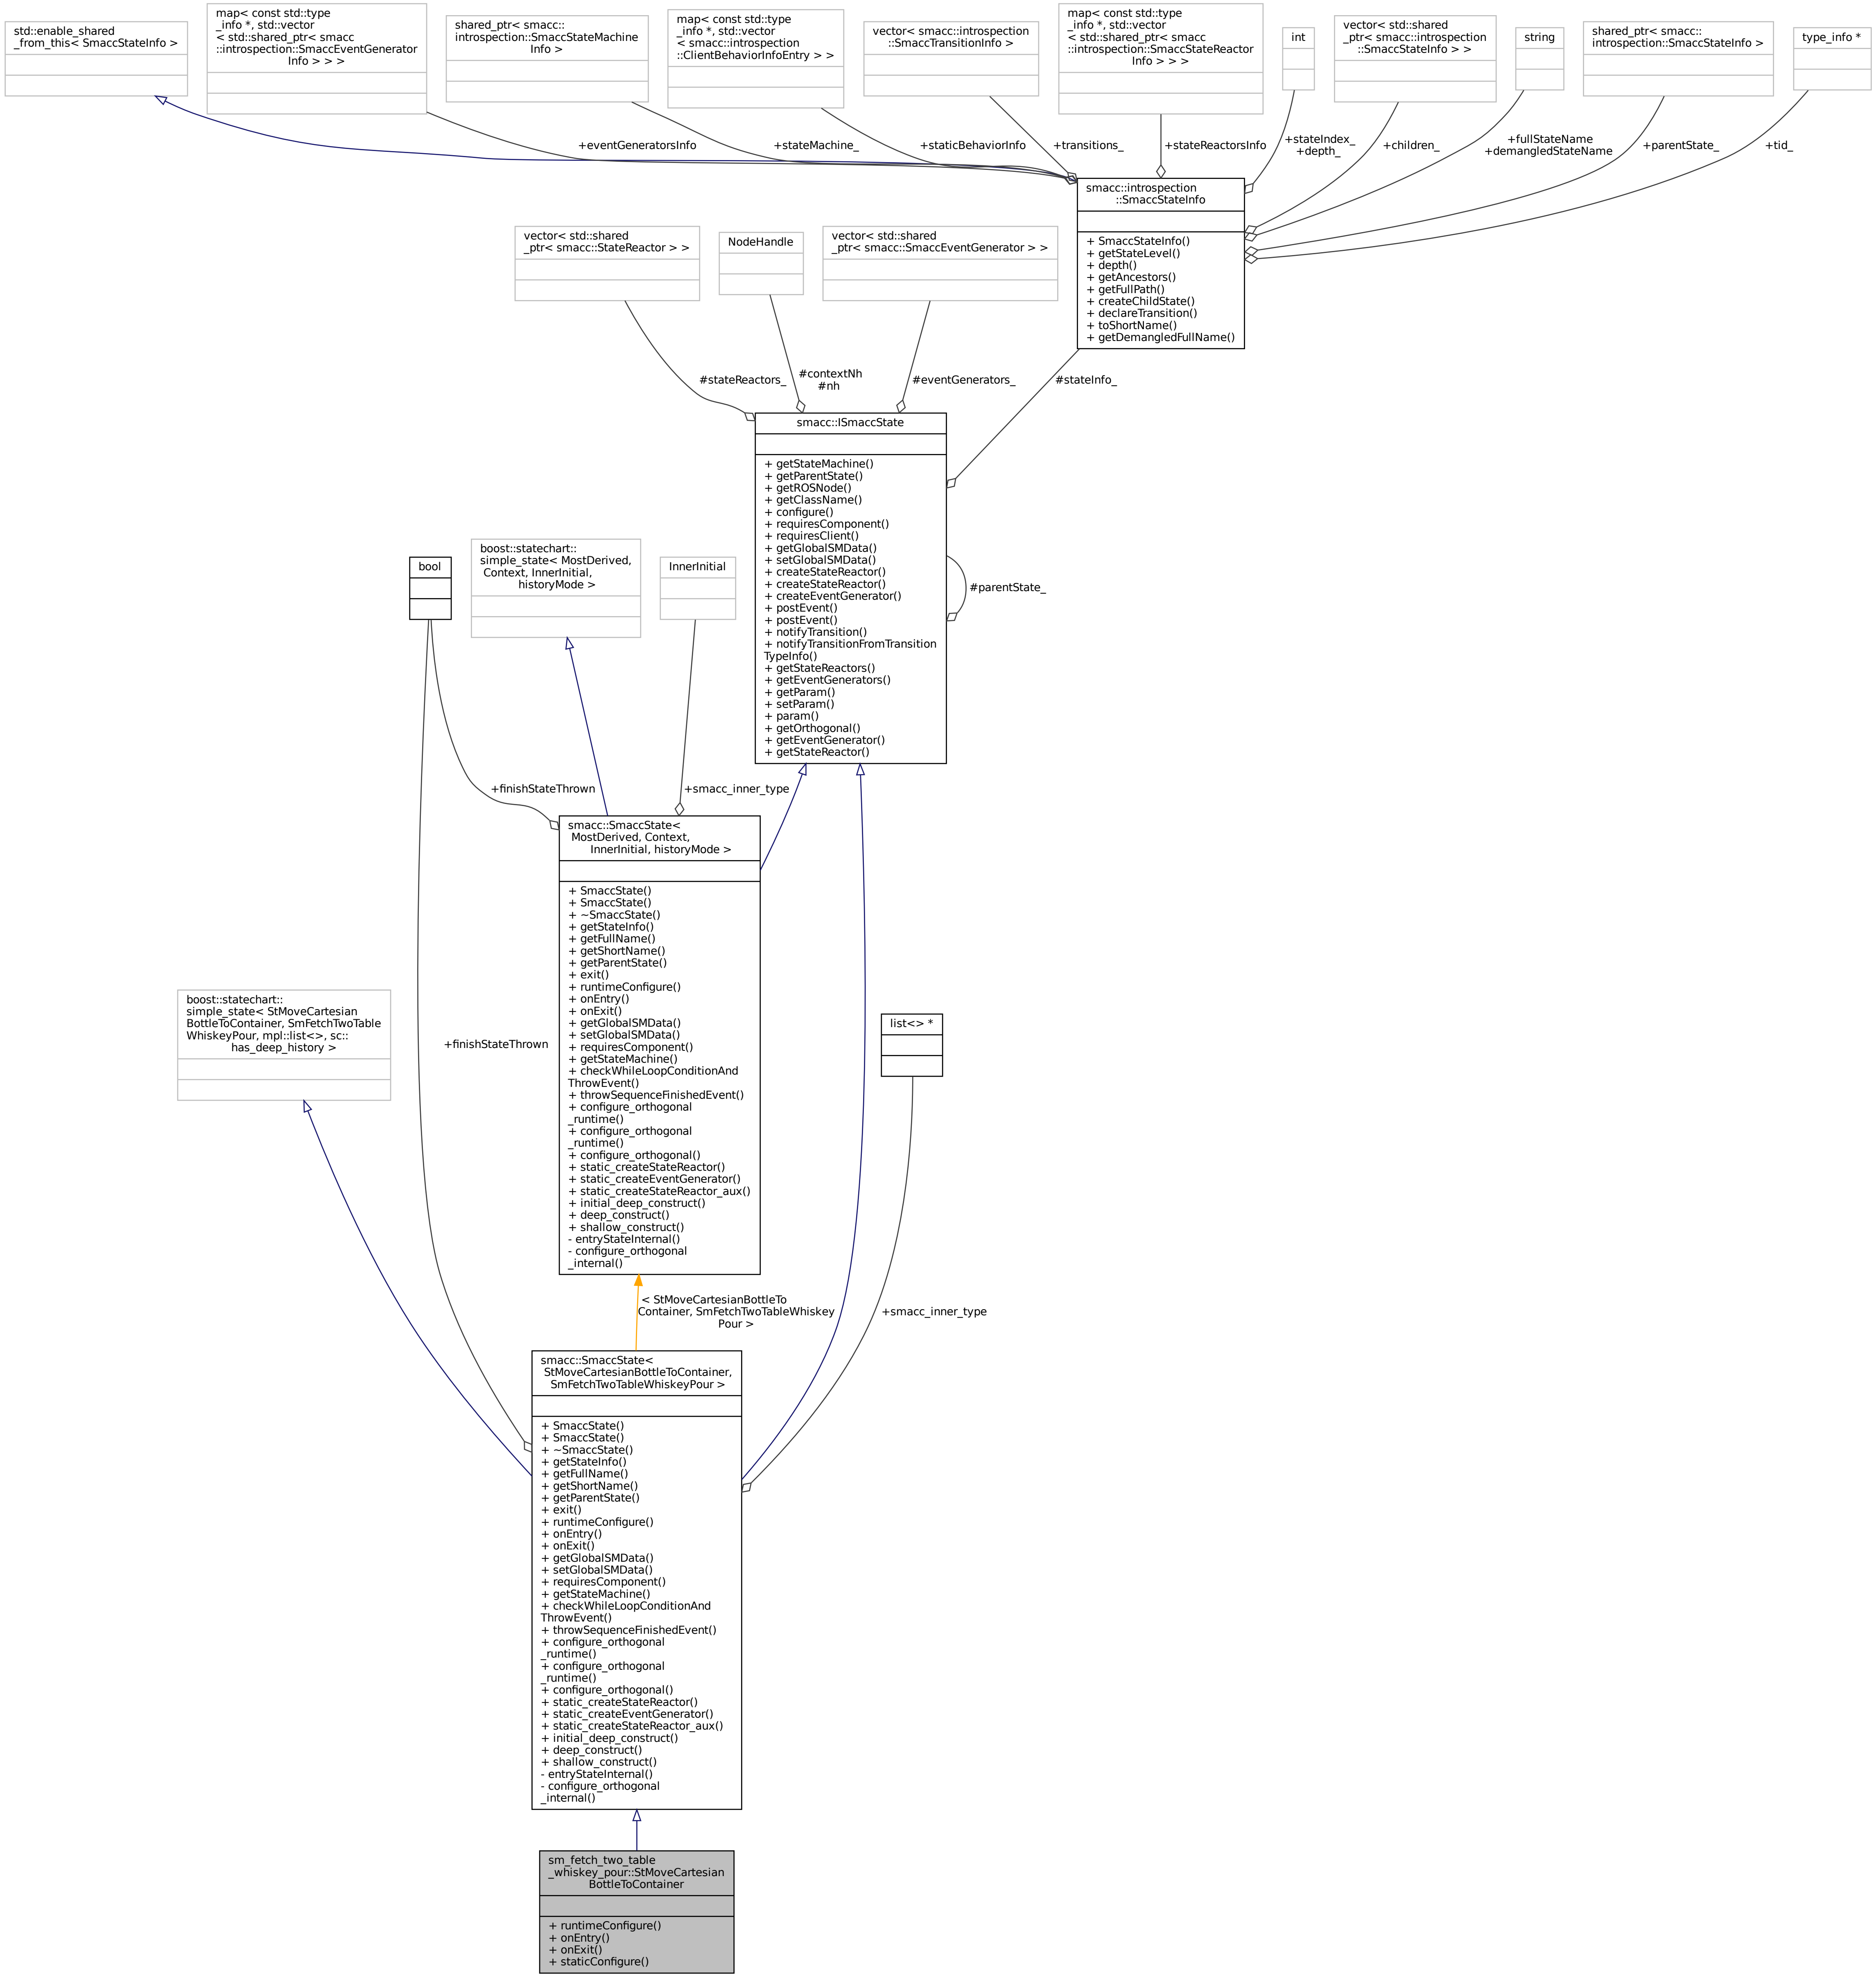 std::enable_shared
_from_this< SmaccStateInfo >
map< const std::type
_info *, std::vector
< std::shared_ptr< smacc
::introspection::SmaccEventGenerator
Info > > >
shared_ptr< smacc::
introspection::SmaccStateMachine
Info >
map< const std::type
_info *, std::vector
< smacc::introspection
::ClientBehaviorInfoEntry > >
vector< smacc::introspection
::SmaccTransitionInfo >
map< const std::type
_info *, std::vector
< std::shared_ptr< smacc
::introspection::SmaccStateReactor
Info > > >
int
vector< std::shared
_ptr< smacc::introspection
::SmaccStateInfo > >
string
shared_ptr< smacc::
introspection::SmaccStateInfo >
type_info *
+eventGeneratorsInfo
+stateMachine_
+staticBehaviorInfo
+transitions_
+stateReactorsInfo
+stateIndex_
+depth_
+children_
+fullStateName
+demangledStateName
+parentState_
+tid_
smacc::introspection
::SmaccStateInfo
+ SmaccStateInfo()
+ getStateLevel()
+ depth()
+ getAncestors()
+ getFullPath()
+ createChildState()
+ declareTransition()
+ toShortName()
+ getDemangledFullName()
vector< std::shared
_ptr< smacc::StateReactor > >
NodeHandle
vector< std::shared
_ptr< smacc::SmaccEventGenerator > >
#stateReactors_
#contextNh
#nh
#eventGenerators_
#stateInfo_
smacc::ISmaccState
+ getStateMachine()
+ getParentState()
+ getROSNode()
+ getClassName()
+ configure()
+ requiresComponent()
+ requiresClient()
+ getGlobalSMData()
+ setGlobalSMData()
+ createStateReactor()
+ createStateReactor()
+ createEventGenerator()
+ postEvent()
+ postEvent()
+ notifyTransition()
+ notifyTransitionFromTransition
TypeInfo()
+ getStateReactors()
+ getEventGenerators()
+ getParam()
+ setParam()
+ param()
+ getOrthogonal()
+ getEventGenerator()
+ getStateReactor()
#parentState_
bool
boost::statechart::
simple_state< MostDerived,
Context, InnerInitial,
historyMode >
InnerInitial
+finishStateThrown
+smacc_inner_type
smacc::SmaccState<
MostDerived, Context,
InnerInitial, historyMode >
+ SmaccState()
+ SmaccState()
+ ~SmaccState()
+ getStateInfo()
+ getFullName()
+ getShortName()
+ getParentState()
+ exit()
+ runtimeConfigure()
+ onEntry()
+ onExit()
+ getGlobalSMData()
+ setGlobalSMData()
+ requiresComponent()
+ getStateMachine()
+ checkWhileLoopConditionAnd
ThrowEvent()
+ throwSequenceFinishedEvent()
+ configure_orthogonal
_runtime()
+ configure_orthogonal
_runtime()
+ configure_orthogonal()
+ static_createStateReactor()
+ static_createEventGenerator()
+ static_createStateReactor_aux()
+ initial_deep_construct()
+ deep_construct()
+ shallow_construct()
- entryStateInternal()
- configure_orthogonal
_internal()
boost::statechart::
simple_state< StMoveCartesian
BottleToContainer, SmFetchTwoTable
WhiskeyPour, mpl::list<>, sc::
has_deep_history >
+finishStateThrown
list<> *
< StMoveCartesianBottleTo
Container, SmFetchTwoTableWhiskey
Pour >
+smacc_inner_type
smacc::SmaccState<
StMoveCartesianBottleToContainer,
SmFetchTwoTableWhiskeyPour >
+ SmaccState()
+ SmaccState()
+ ~SmaccState()
+ getStateInfo()
+ getFullName()
+ getShortName()
+ getParentState()
+ exit()
+ runtimeConfigure()
+ onEntry()
+ onExit()
+ getGlobalSMData()
+ setGlobalSMData()
+ requiresComponent()
+ getStateMachine()
+ checkWhileLoopConditionAnd
ThrowEvent()
+ throwSequenceFinishedEvent()
+ configure_orthogonal
_runtime()
+ configure_orthogonal
_runtime()
+ configure_orthogonal()
+ static_createStateReactor()
+ static_createEventGenerator()
+ static_createStateReactor_aux()
+ initial_deep_construct()
+ deep_construct()
+ shallow_construct()
- entryStateInternal()
- configure_orthogonal
_internal()
sm_fetch_two_table
_whiskey_pour::StMoveCartesian
BottleToContainer
+ runtimeConfigure()
+ onEntry()
+ onExit()
+ staticConfigure()